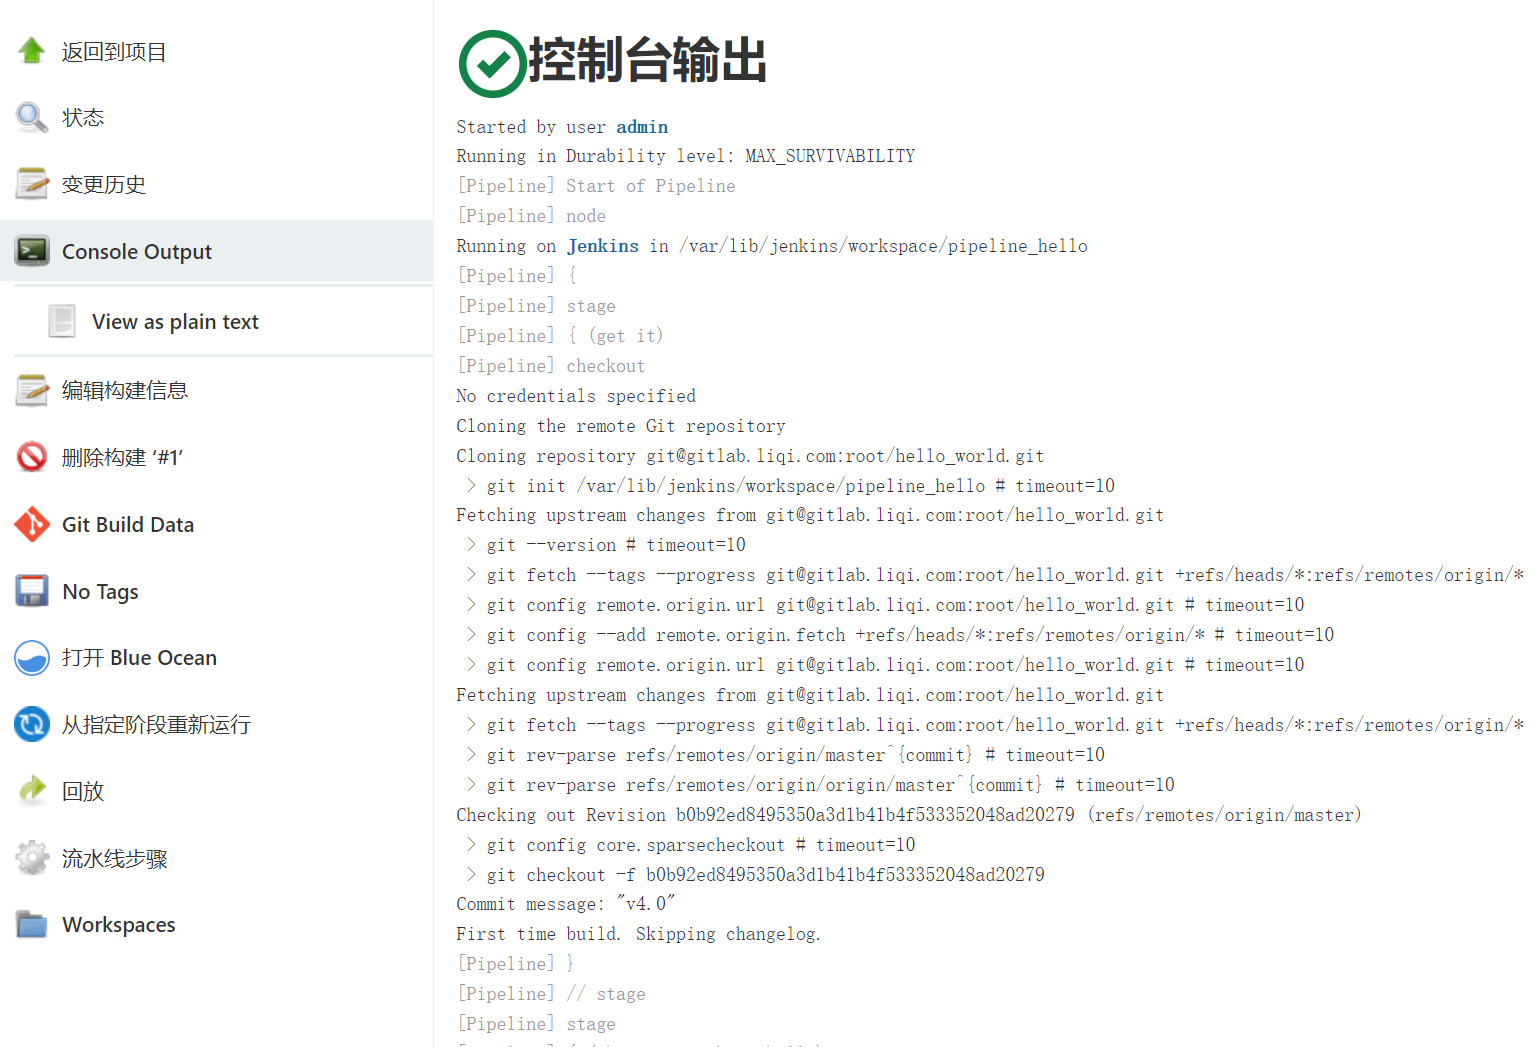 返回到项目
状态
变更历史
Console Output
View as plain text
编辑构建信息
删除构建 ‘#1’
Git Build Data
No Tags
打开 Blue Ocean
从指定阶段重新运行
回放
流水线步骤
Workspaces
控制台输出
Started by user admin
Running in Durability level: MAX_SURVIVABILITY
[Pipeline] Start of Pipeline
[Pipeline] node
Running on Jenkins in /var/lib/jenkins/workspace/pipeline_hello
[Pipeline] {
[Pipeline] stage
[Pipeline] { (get it)
[Pipeline] checkout
No credentials specified
Cloning the remote Git repository
Cloning repository git@gitlab.liqi.com:root/hello_world.git
> git init /var/lib/jenkins/workspace/pipeline_hello # timeout=10
Fetching upstream changes from git@gitlab.liqi.com:root/hello_world.git
> git --version # timeout=10
> git fetch --tags --progress git@gitlab.liqi.com:root/hello_world.git +refs/heads/*:refs/remotes/origin/*
> git config remote.origin.url git@gitlab.liqi.com:root/hello_world.git # timeout=10
> git config --add remote.origin.fetch +refs/heads/*:refs/remotes/origin/* # timeout=10
> git config remote.origin.url git@gitlab.liqi.com:root/hello_world.git # timeout=10
Fetching upstream changes from git@gitlab.liqi.com:root/hello_world.git
> git fetch --tags --progress git@gitlab.liqi.com:root/hello_world.git +refs/heads/*:refs/remotes/origin/*
> git rev-parse refs/remotes/origin/master^{commit} # timeout=10
> git rev-parse refs/remotes/origin/origin/master^{commit} # timeout=10
Checking out Revision b0b92ed8495350a3d1b41b4f533352048ad20279 (refs/remotes/origin/master)
> git config core.sparsecheckout # timeout=10
> git checkout -f b0b92ed8495350a3d1b41b4f533352048ad20279
Commit message: "v4.0"
First time build. Skipping changelog.
[Pipeline] }
[Pipeline] // stage
[Pipeline] stage